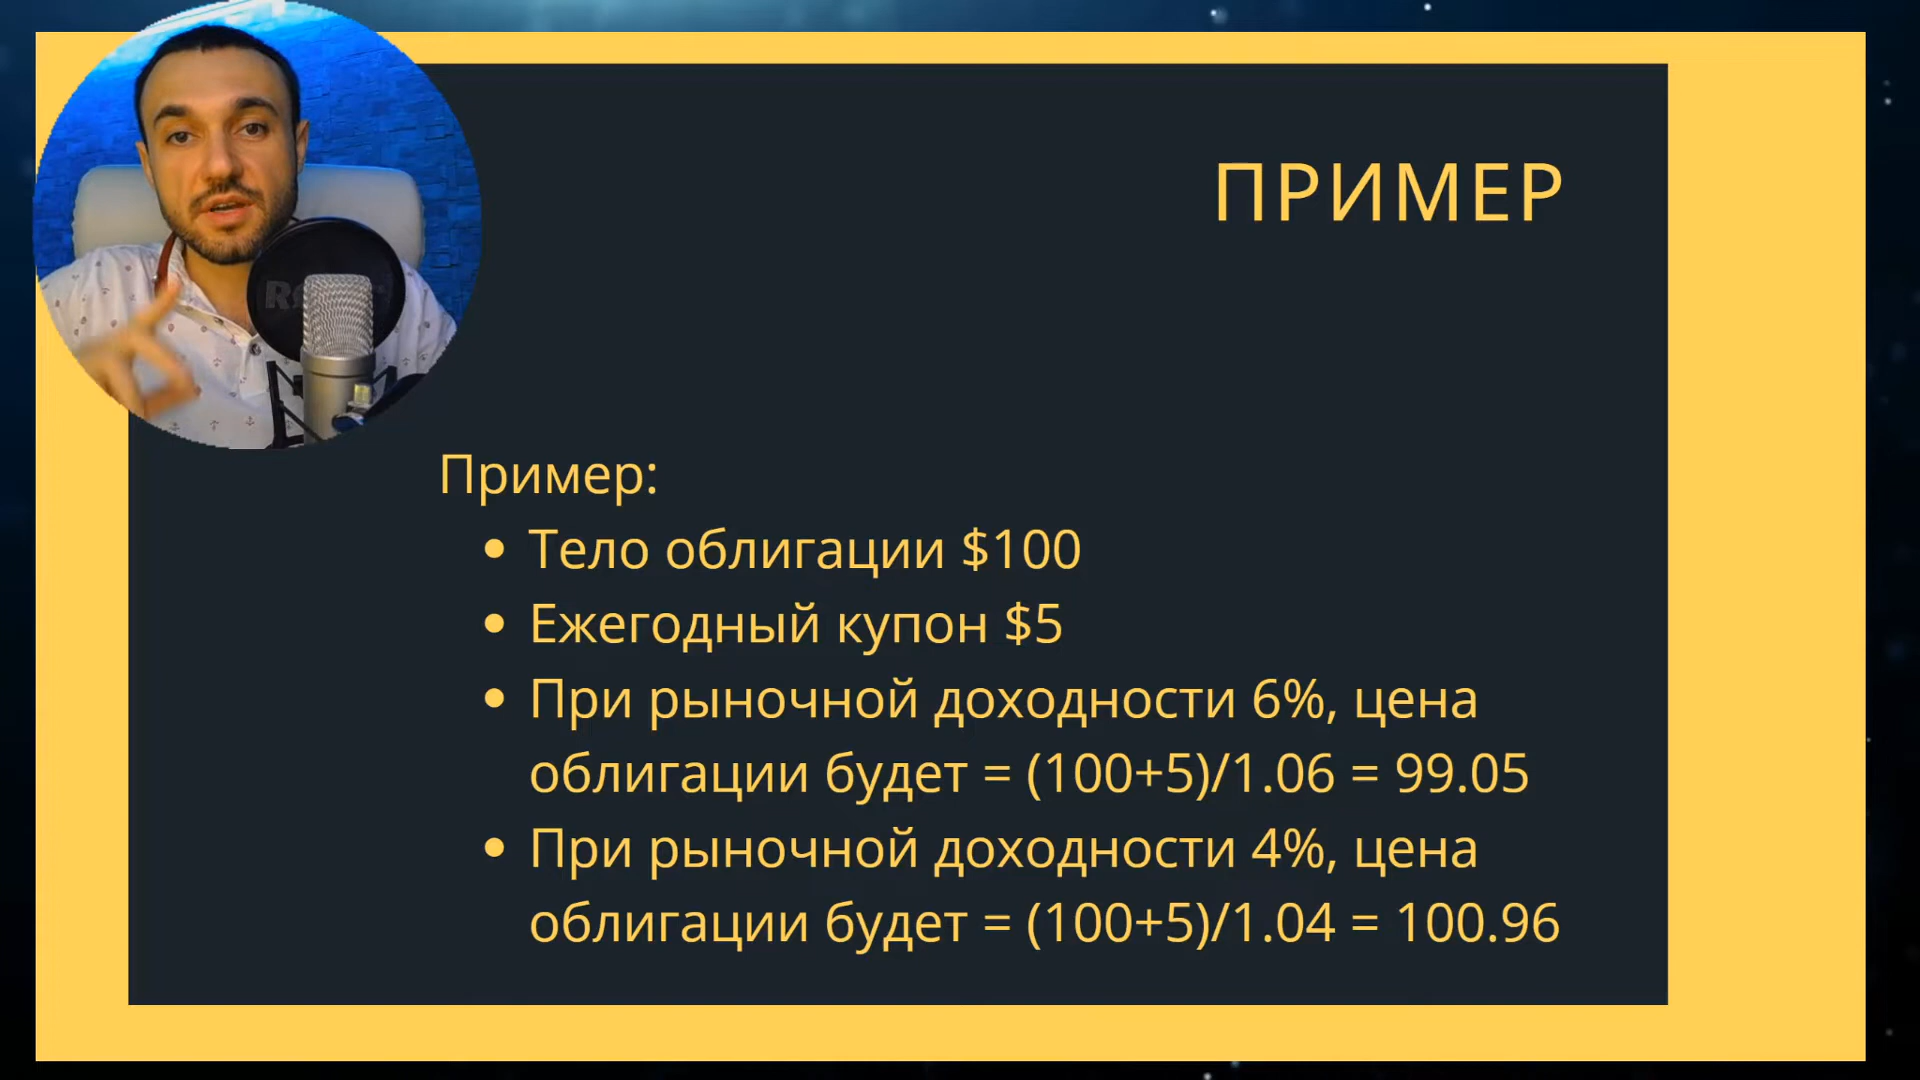 ПРИМЕР
Пример:
• Тело облигации $100
• Ежегодный купон $5
• При рыночной доходности 6%, цена
облигации будет = (100+5)/1.06 = 99.05
• При рыночной доходности 4%, цена
облигации будет = (100+5)/1.04 = 100.96